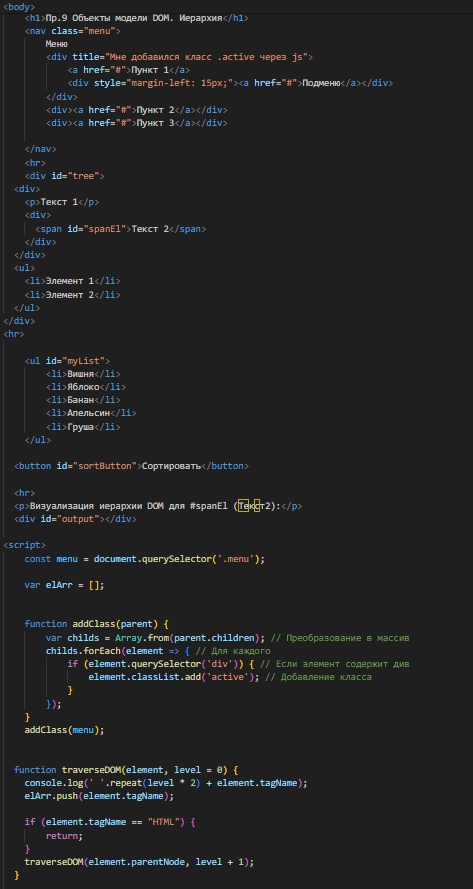 <body>
<h1>Пр.9 Объекты модели DOM. Иерархия</h1>
<nav class="menu">
Меню
<div title="Мне добавился класс .active через js">
<a href="#">Пункт 1</a>
<div style="margin-left: 15px;"><a href="#">Подменю</a></div>
</div>
<div><a href="#">Пункт 2</a></div>
<div><a href="#">Пункт 3</a></div>
</nav>
<hr>
<div id="tree">
<div>
<p>Текст 1</p>
<div>
<span id="spanEl">Текст 2</span>
</div>
</div>
<ul>
<li>Элемент 1</li>
<li>Элемент 2</li>
</ul>
</div>
<hr>
<ul id="myList">
<li>Вишня</li>
<li>Яблоко</li>
<li>Банан</li>
<li>Апельсин</li>
<li>Груша</li>
</ul>
<button id="sortButton">Сортировать</button>
<hr>
<p>Визуализация иерархии DOM для #spanEl (Текст2):</p>
<div id="output"></div>
<script>
const menu = document.querySelector('.menu');
var elArr = [];
function addClass(parent) {
var childs = Array.from(parent.children); // Преобразование в массив
childs.forEach(element => { // Для каждого
if (element.querySelector('div')) { // Если элемент содержит див
element.classList.add('active'); // Добавление класса
}
});
}
addClass(menu);
function traverseDOM(element, level = 0) {
console.log(' '.repeat(level * 2) + element.tagName);
elArr.push(element.tagName);
if (element.tagName == "HTML") {
return;
}
traverseDOM(element.parentNode, level + 1);
}